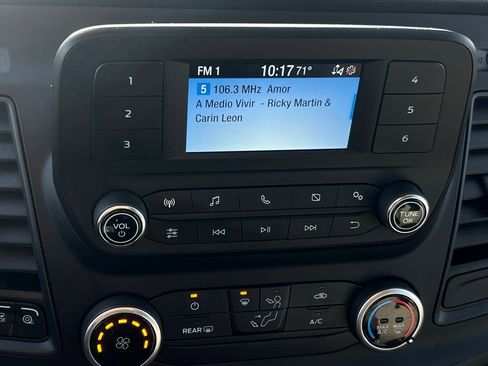 FM 1 10:17 71°
5 106.3 MHz Amor
A Medio Vivir - Ricky Martin &
Carin Leon
1
2
3
4
5
6
VOL
TUNE
OK
REAR
A/C
MAX
A/C
MAX